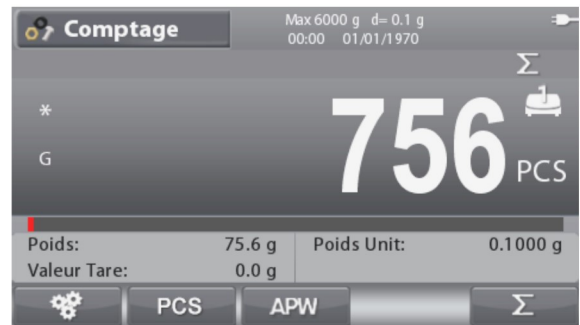 Comptage
Max 6000 g d= 0.1 g
00:00 01/01/1970
Σ
*
756
1
G
PCS
Poids: 75.6 g Poids Unit: 0.1000 g
Valeur Tare: 0.0 g
PCS APW Σ